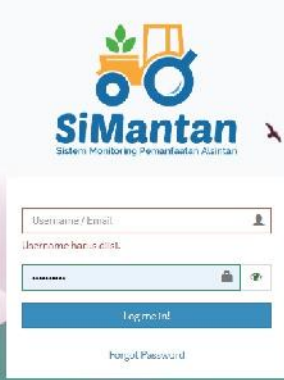 SiMantan
Sistem Monitoring Pemanfaatan Alsintan
Username / Email
Username harus diisi.
Log me in!
Forgot Password